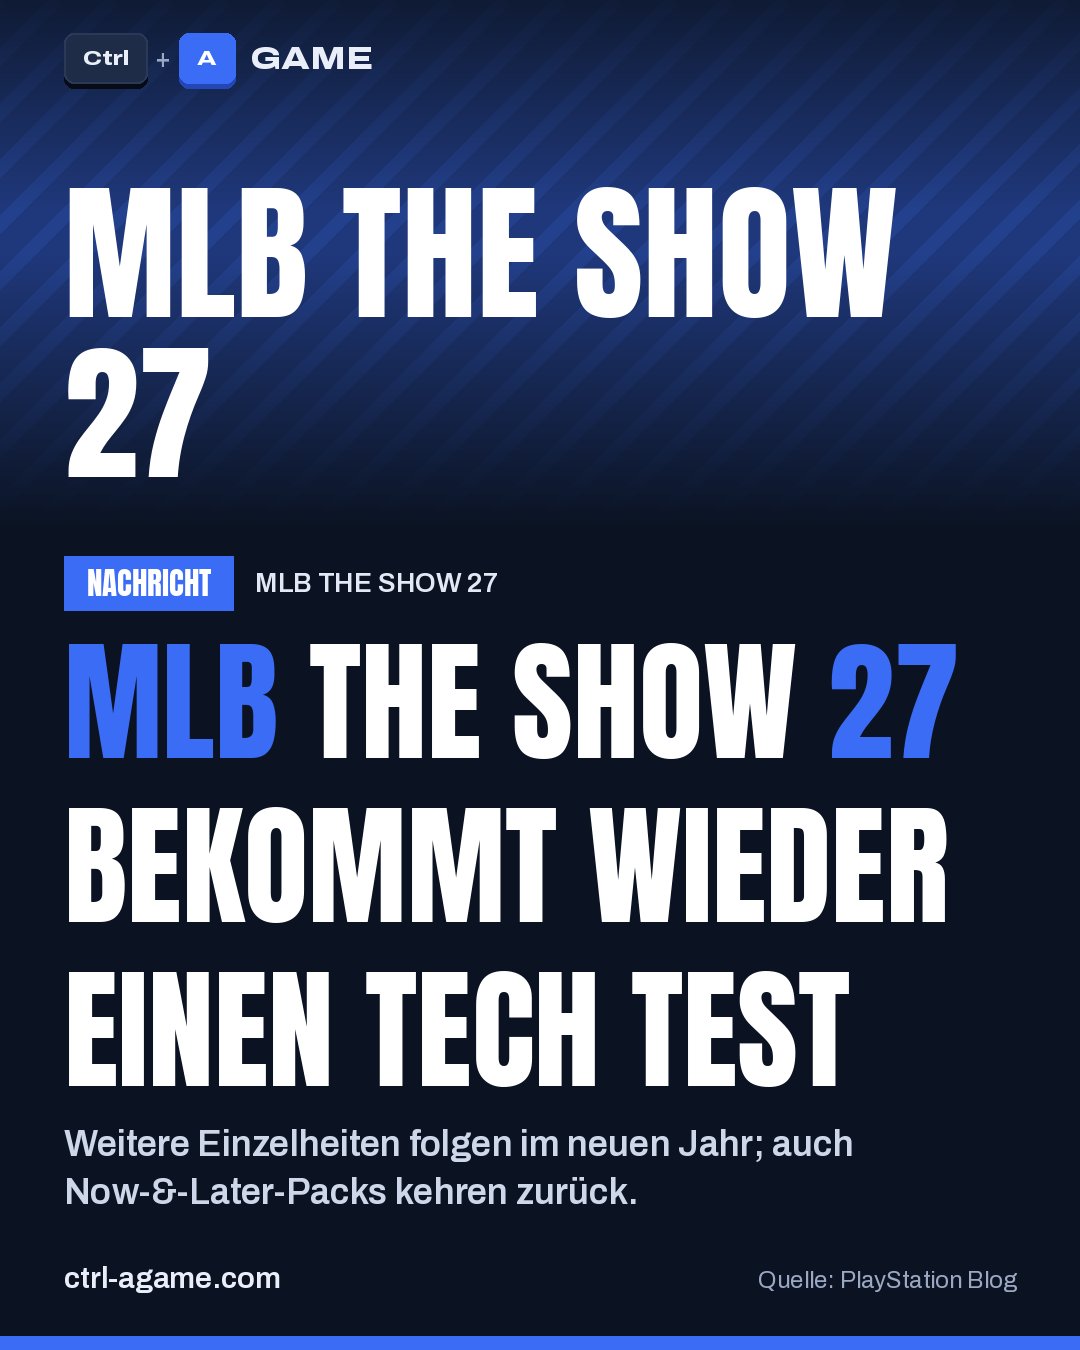 Ctrl + A GAME
MLB THE SHOW
27
NACHRICHT MLB THE SHOW 27
MLB THE SHOW 27
BEKOMMT WIEDER
EINEN TECH TEST
Weitere Einzelheiten folgen im neuen Jahr; auch
Now-&-Later-Packs kehren zurück.
ctrl-agame.com Quelle: PlayStation Blog